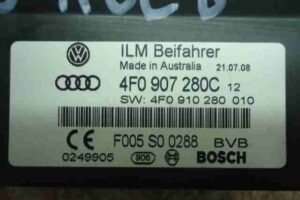 ILM Beifahrer
Made in Australia 21.07.08
4F0 907 280C 12
SW: 4F0 910 280 010
CE F005 S0 0288 BVB
0249905 906 BOSCH